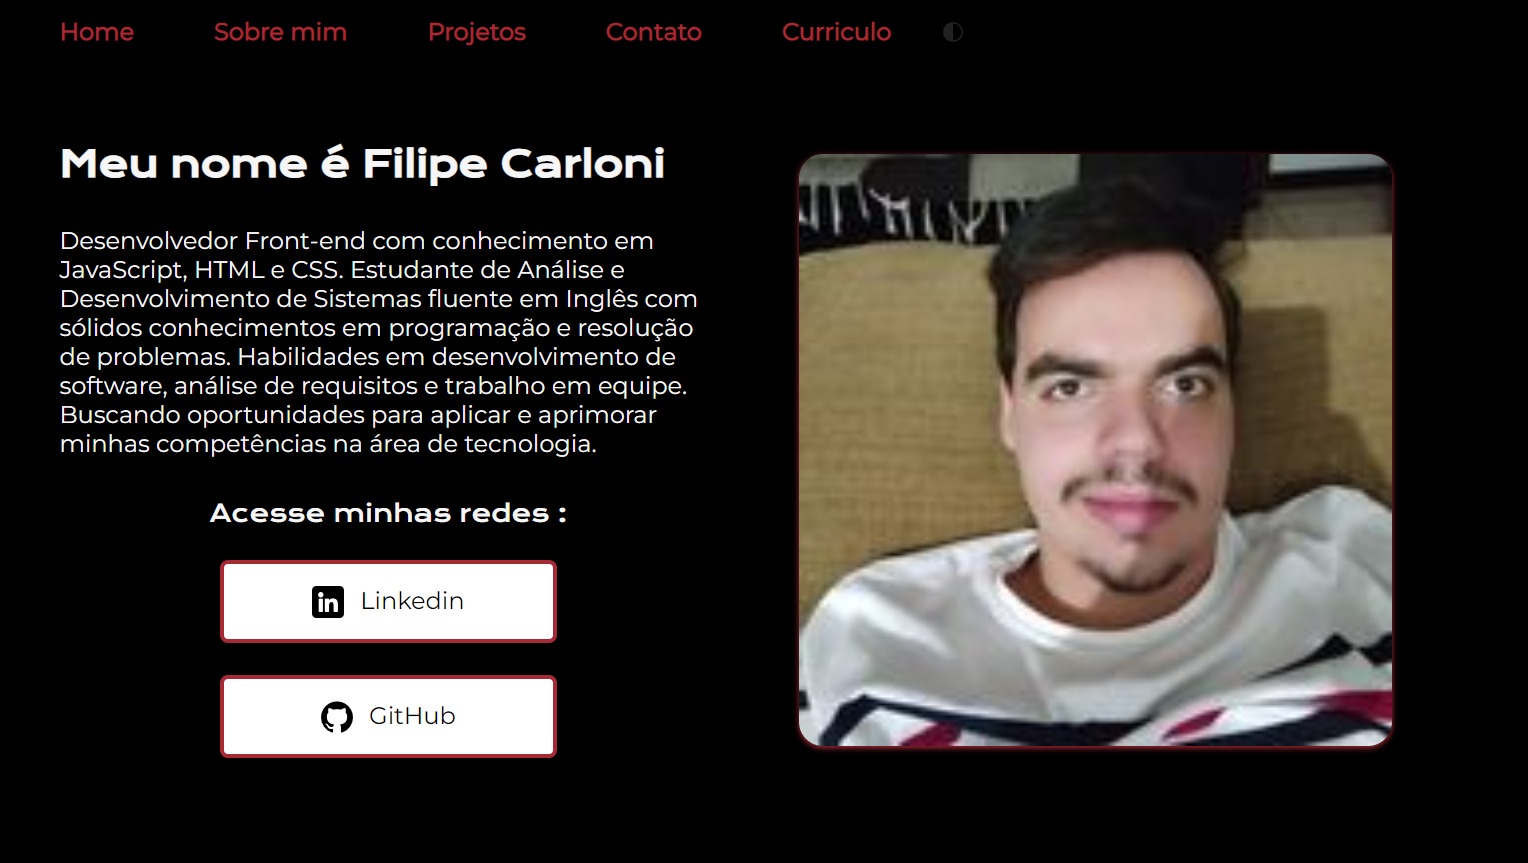 Home Sobre mim Projetos Contato Curriculo
Meu nome é Filipe Carloni
Desenvolvedor Front-end com conhecimento em
JavaScript, HTML e CSS. Estudante de Análise e
Desenvolvimento de Sistemas fluente em Inglês com
sólidos conhecimentos em programação e resolução
de problemas. Habilidades em desenvolvimento de
software, análise de requisitos e trabalho em equipe.
Buscando oportunidades para aplicar e aprimorar
minhas competências na área de tecnologia.
Acesse minhas redes :
in Linkedin
GitHub